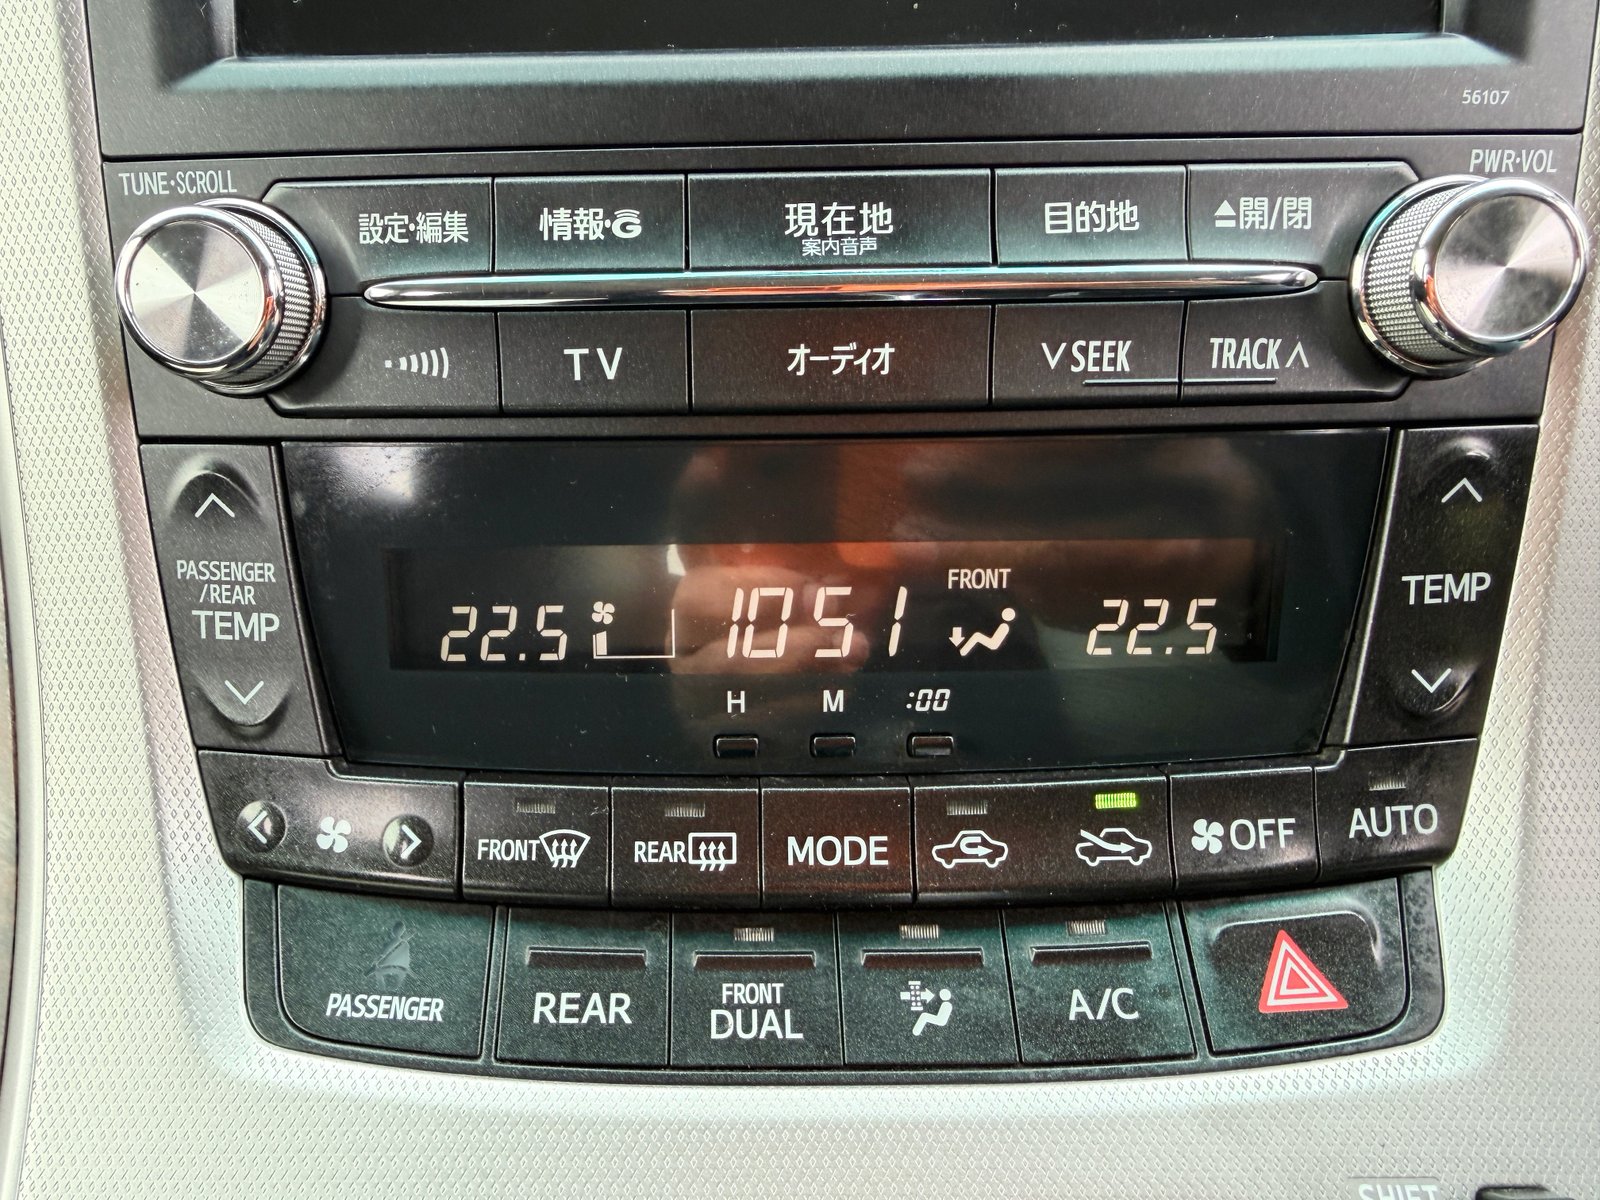 56107
TUNE·SCROLL
PWR·VOL
設定·編集
情報·G
現在地
案内音声
目的地
開/閉
TV
オーディオ
SEEK
TRACK
PASSENGER
/REAR
TEMP
22.5
1051
FRONT
22.5
TEMP
H
M
:00
FRONT
REAR
MODE
OFF
AUTO
PASSENGER
REAR
FRONT
DUAL
A/C
SHIFT